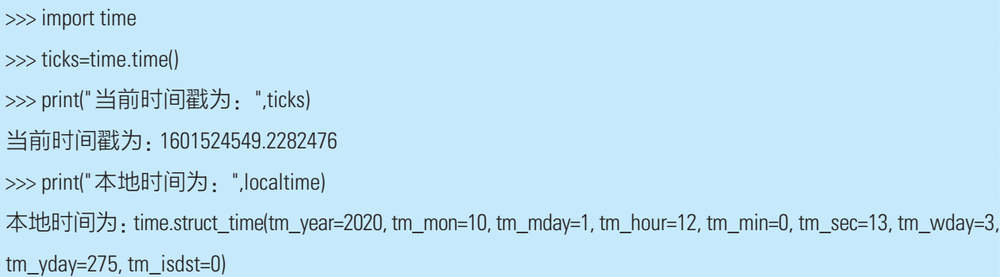 >>> import time
>>> ticks=time.time()
>>> print("当前时间戳为：",ticks)
当前时间戳为：1601524549.2282476
>>> print("本地时间为：",localtime)
本地时间为：time.struct_time(tm_year=2020, tm_mon=10, tm_mday=1, tm_hour=12, tm_min=0, tm_sec=13, tm_wday=3,
tm_yday=275, tm_isdst=0)